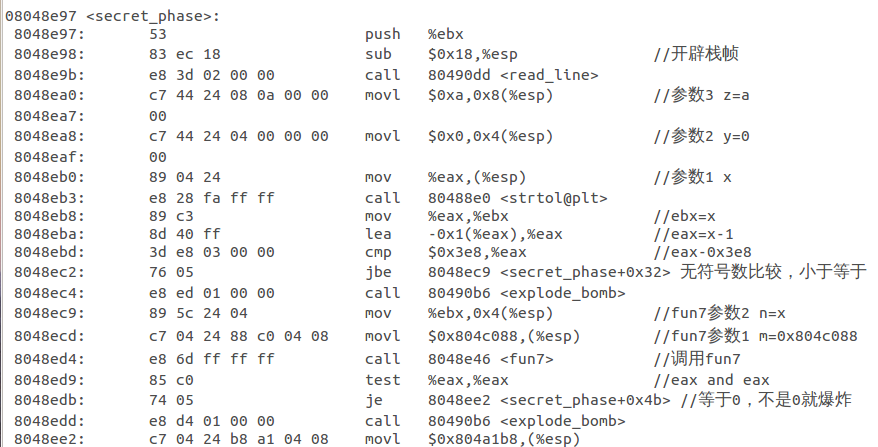 08048e97 <secret_phase>:
8048e97: 53 push %ebx
8048e98: 83 ec 18 sub $0x18,%esp //开辟栈帧
8048e9b: e8 3d 02 00 00 call 80490dd <read_line>
8048ea0: c7 44 24 08 0a 00 00 movl $0xa,0x8(%esp) //参数3 z=a
8048ea7: 00
8048ea8: c7 44 24 04 00 00 00 movl $0x0,0x4(%esp) //参数2 y=0
8048eaf: 00
8048eb0: 89 04 24 mov %eax,(%esp) //参数1 x
8048eb3: e8 28 fa ff ff call 80488e0 <strtol@plt>
8048eb8: 89 c3 mov %eax,%ebx //ebx=x
8048eba: 8d 40 ff lea -0x1(%eax),%eax //eax=x-1
8048ebd: 3d e8 03 00 00 cmp $0x3e8,%eax //eax-0x3e8
8048ec2: 76 05 jbe 8048ec9 <secret_phase+0x32> 无符号数比较，小于等于
8048ec4: e8 ed 01 00 00 call 80490b6 <explode_bomb>
8048ec9: 89 5c 24 04 mov %ebx,0x4(%esp) //fun7参数2 n=x
8048ecd: c7 04 24 88 c0 04 08 movl $0x804c088,(%esp) //fun7参数1 m=0x804c088
8048ed4: e8 6d ff ff ff call 8048e46 <fun7> //调用fun7
8048ed9: 85 c0 test %eax,%eax //eax and eax
8048edb: 74 05 je 8048ee2 <secret_phase+0x4b> //等于0，不是0就爆炸
8048edd: e8 d4 01 00 00 call 80490b6 <explode_bomb>
8048ee2: c7 04 24 b8 a1 04 08 movl $0x804a1b8,(%esp)